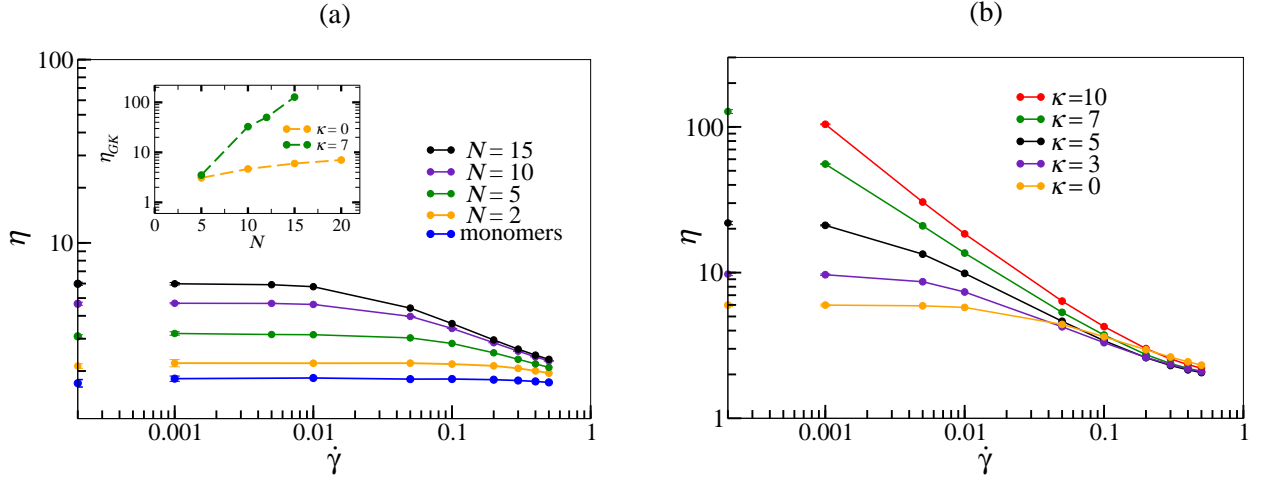 (a)
100
10
η
0.001
0.01
0.1
1
γ̇
η_GK
100
10
1
0
5
10
15
20
N
κ = 0
κ = 7
N = 15
N = 10
N = 5
N = 2
monomers
(b)
100
10
1
η
0.001
0.01
0.1
1
γ̇
κ = 10
κ = 7
κ = 5
κ = 3
κ = 0